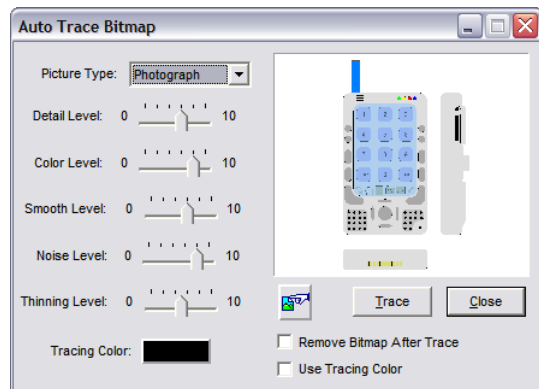 Auto Trace Bitmap
Picture Type: Photograph
Detail Level: 0 10
Color Level: 0 10
Smooth Level: 0 10
Noise Level: 0 10
Thinning Level: 0 10
Tracing Color:
Trace Close
Remove Bitmap After Trace
Use Tracing Color